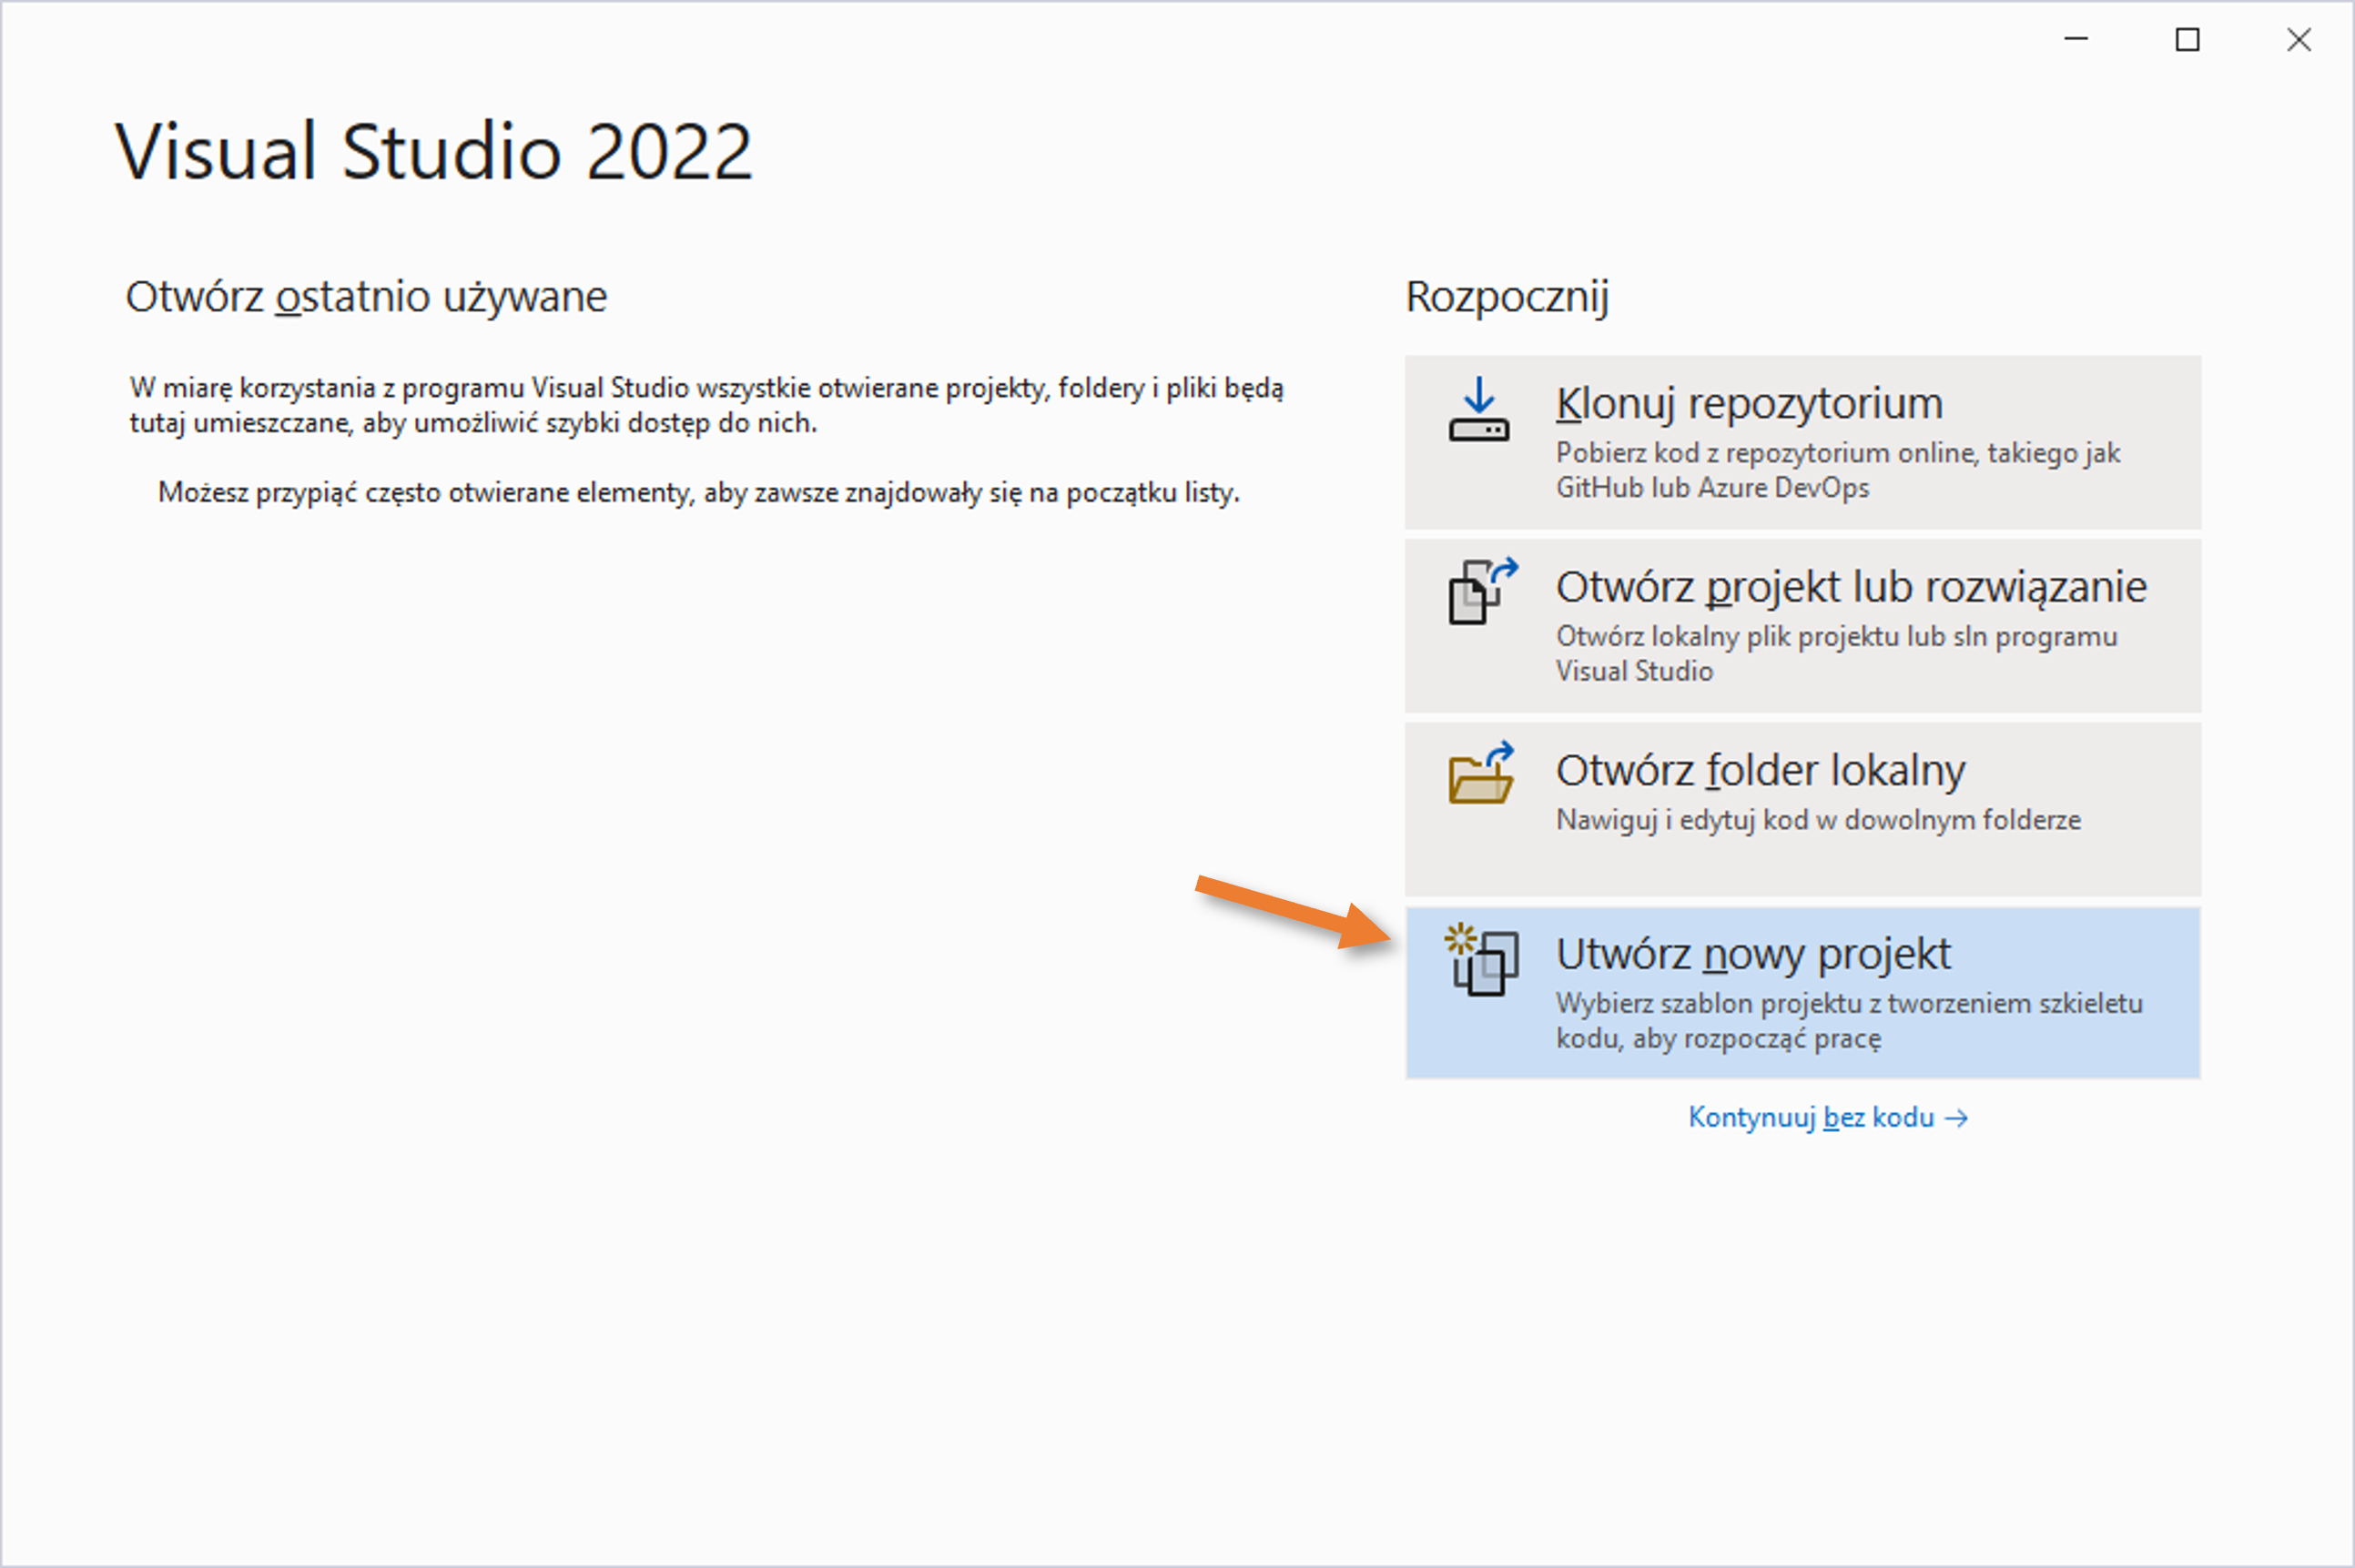 Visual Studio 2022
Otwórz ostatnio używane
W miarę korzystania z programu Visual Studio wszystkie otwierane projekty, foldery i pliki będą
tutaj umieszczane, aby umożliwić szybki dostęp do nich.
Możesz przypiąć często otwierane elementy, aby zawsze znajdowały się na początku listy.
Rozpocznij
Klonuj repozytorium
Pobierz kod z repozytorium online, takiego jak
GitHub lub Azure DevOps
Otwórz projekt lub rozwiązanie
Otwórz lokalny plik projektu lub sln programu
Visual Studio
Otwórz folder lokalny
Nawiguj i edytuj kod w dowolnym folderze
Utwórz nowy projekt
Wybierz szablon projektu z tworzeniem szkieletu
kodu, aby rozpocząć pracę
Kontynuuj bez kodu →